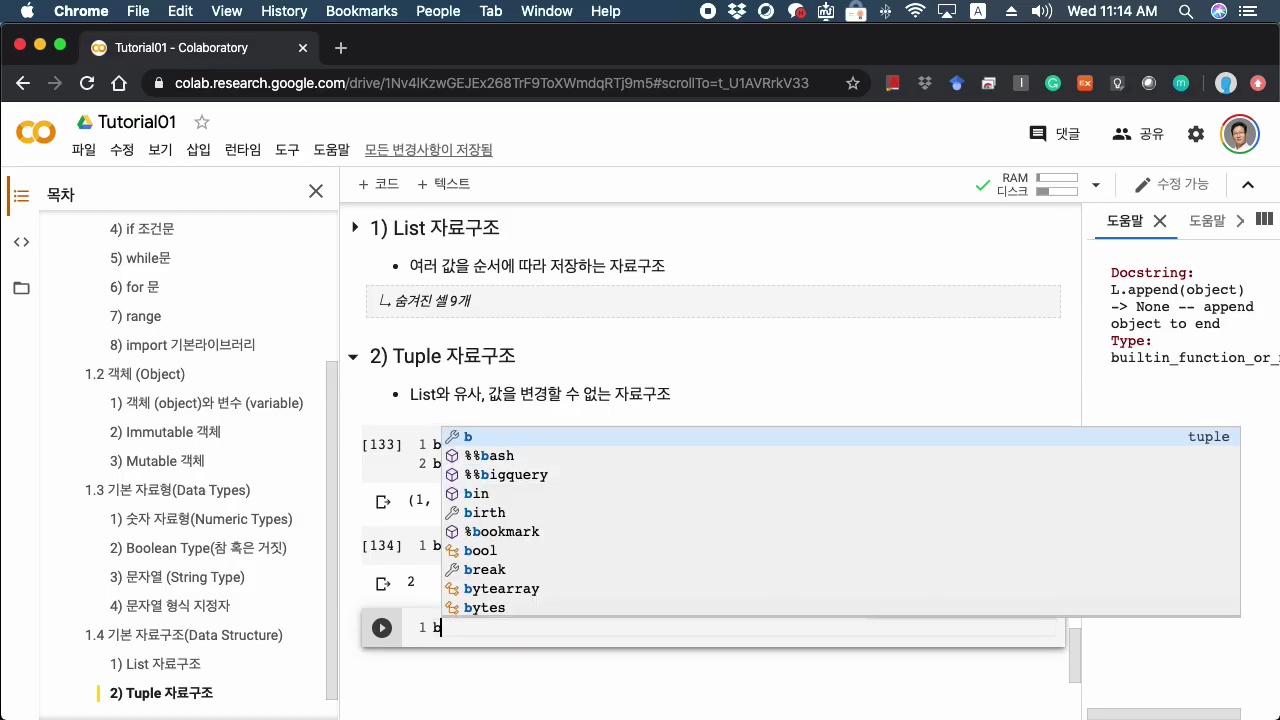 Chrome File Edit View History Bookmarks People Tab Window Help Wed 11:14 AM
Tutorial01 - Colaboratory
colab.research.google.com/drive/1Nv4lKzwGEJEx268TrF9ToXWmdqRTj9m5#scrollTo=t_U1AVRrkV33
Tutorial01
파일 수정 보기 삽입 런타임 도구 도움말 모든 변경사항이 저장됨
댓글 공유
목차
+ 코드 + 텍스트
RAM
디스크
수정 가능
4) if 조건문
5) while문
6) for 문
7) range
8) import 기본라이브러리
1.2 객체 (Object)
1) 객체 (object)와 변수 (variable)
2) Immutable 객체
3) Mutable 객체
1.3 기본 자료형(Data Types)
1) 숫자 자료형(Numeric Types)
2) Boolean Type(참 혹은 거짓)
3) 문자열 (String Type)
4) 문자열 형식 지정자
1.4 기본 자료구조(Data Structure)
1) List 자료구조
2) Tuple 자료구조
1) List 자료구조
• 여러 값을 순서에 따라 저장하는 자료구조
숨겨진 셀 9개
2) Tuple 자료구조
• List와 유사, 값을 변경할 수 없는 자료구조
[133] 1 b
2 b
(1,
[134] 1 b
2
1 b
b tuple
%%bash
%%bigquery
bin
birth
%bookmark
bool
break
bytearray
bytes
도움말 도움말
Docstring:
L.append(object)
-> None -- append
object to end
Type:
builtin_function_or_